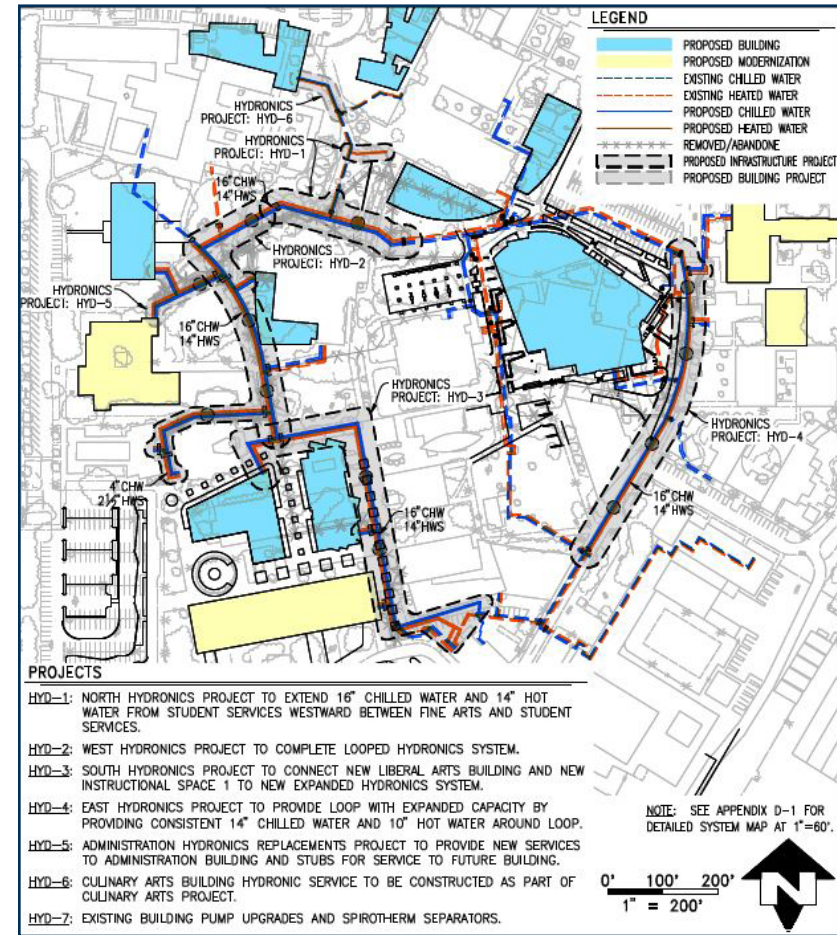 LEGEND
PROPOSED BUILDING
PROPOSED MODERNIZATION
EXISTING CHILLED WATER
EXISTING HEATED WATER
PROPOSED CHILLED WATER
PROPOSED HEATED WATER
REMOVED/ABANDONE
PROPOSED INFRASTRUCTURE PROJECT
PROPOSED BUILDING PROJECT
HYDRONICS
PROJECT: HYD-6
HYDRONICS
PROJECT: HYD-1
16" CHW
14" HWS
HYDRONICS
PROJECT: HYD-2
HYDRONICS
PROJECT: HYD-5
16" CHW
14" HWS
HYDRONICS
PROJECT: HYD-3
HYDRONICS
PROJECT: HYD-4
4" CHW
2½" HWS
16" CHW
14" HWS
16" CHW
14" HWS
PROJECTS
HYD-1: NORTH HYDRONICS PROJECT TO EXTEND 16" CHILLED WATER AND 14" HOT
WATER FROM STUDENT SERVICES WESTWARD BETWEEN FINE ARTS AND STUDENT
SERVICES.
HYD-2: WEST HYDRONICS PROJECT TO COMPLETE LOOPED HYDRONICS SYSTEM.
HYD-3: SOUTH HYDRONICS PROJECT TO CONNECT NEW LIBERAL ARTS BUILDING AND NEW
INSTRUCTIONAL SPACE 1 TO NEW EXPANDED HYDRONICS SYSTEM.
HYD-4: EAST HYDRONICS PROJECT TO PROVIDE LOOP WITH EXPANDED CAPACITY BY
PROVIDING CONSISTENT 14" CHILLED WATER AND 10" HOT WATER AROUND LOOP.
HYD-5: ADMINISTRATION HYDRONICS REPLACEMENTS PROJECT TO PROVIDE NEW SERVICES
TO ADMINISTRATION BUILDING AND STUBS FOR SERVICE TO FUTURE BUILDING.
HYD-6: CULINARY ARTS BUILDING HYDRONIC SERVICE TO BE CONSTRUCTED AS PART OF
CULINARY ARTS PROJECT.
HYD-7: EXISTING BUILDING PUMP UPGRADES AND SPIROTHERM SEPARATORS.
NOTE: SEE APPENDIX D-1 FOR
DETAILED SYSTEM MAP AT 1"=60'.
0' 100' 200'
1" = 200'
N